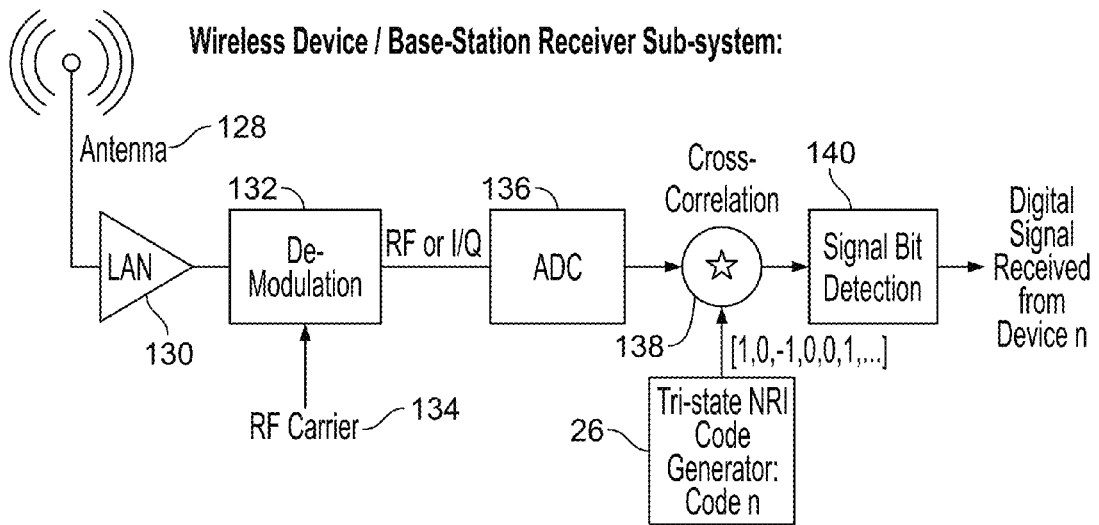 Wireless Device / Base-Station Receiver Sub-system:
Antenna
128
LAN
130
132
De-
Modulation
RF Carrier
134
RF or I/Q
136
ADC
Cross-
Correlation
138
[1,0,-1,0,0,1,...]
26
Tri-state NRI
Code
Generator:
Code n
140
Signal Bit
Detection
Digital
Signal
Received
from
Device n